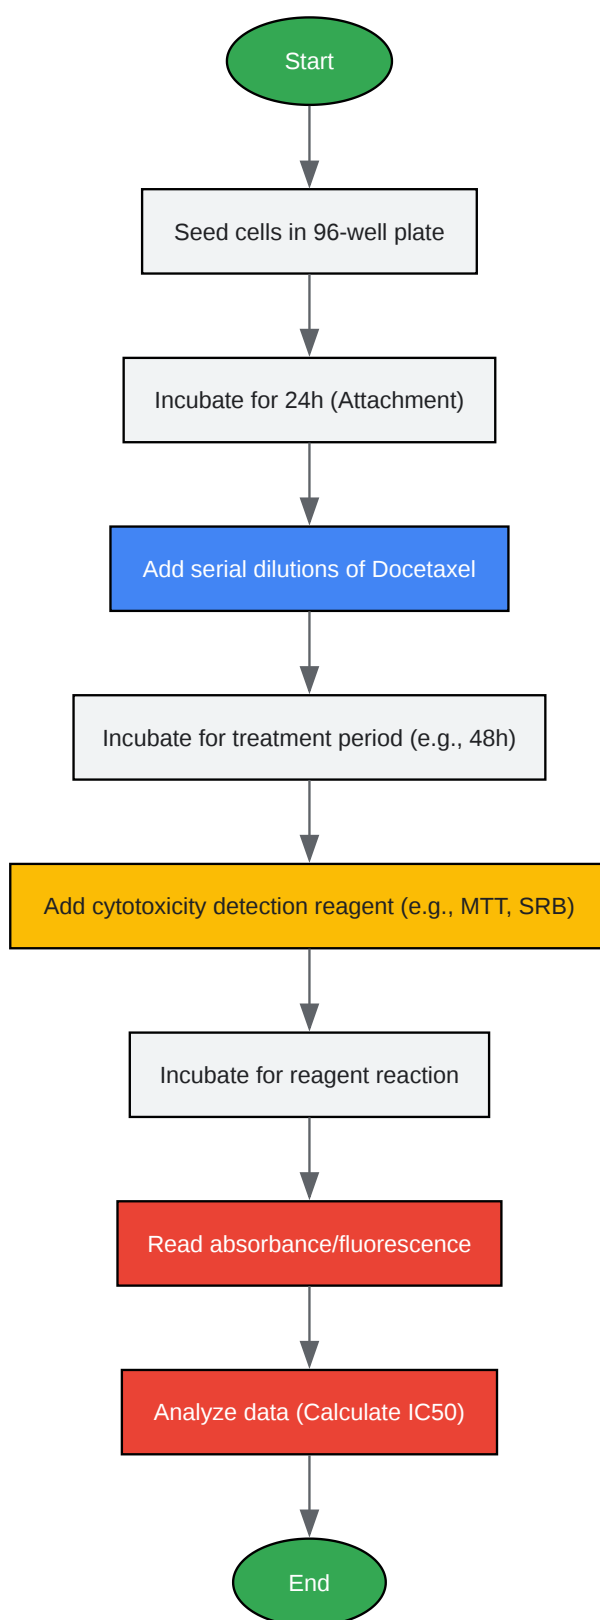 Start
Seed cells in 96-well plate
Incubate for 24h (Attachment)
Add serial dilutions of Docetaxel
Incubate for treatment period (e.g., 48h)
Add cytotoxicity detection reagent (e.g., MTT, SRB)
Incubate for reagent reaction
Read absorbance/fluorescence
Analyze data (Calculate IC50)
End